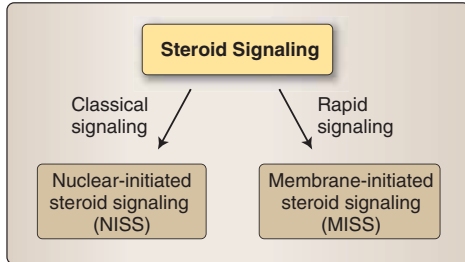 Steroid Signaling
Classical
signaling
Rapid
signaling
Nuclear-initiated
steroid signaling
(NISS)
Membrane-initiated
steroid signaling
(MISS)